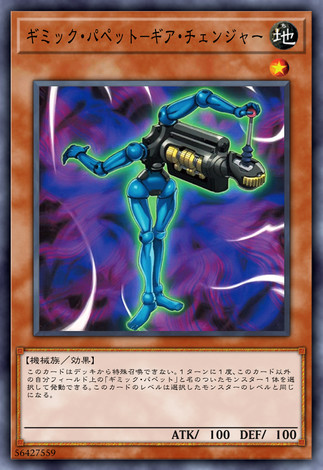 ギミック・パペット－ギア・チェンジャー
地
【機械族／効果】
このカードはデッキから特殊召喚できない。１ターンに１度、このカード以外
の自分フィールド上の「ギミック・パペット」と名のついたモンスター１体を選択
して発動できる。このカードのレベルは選択したモンスターのレベルと同じ
になる。
ATK/ 100 DEF/ 100
56427559